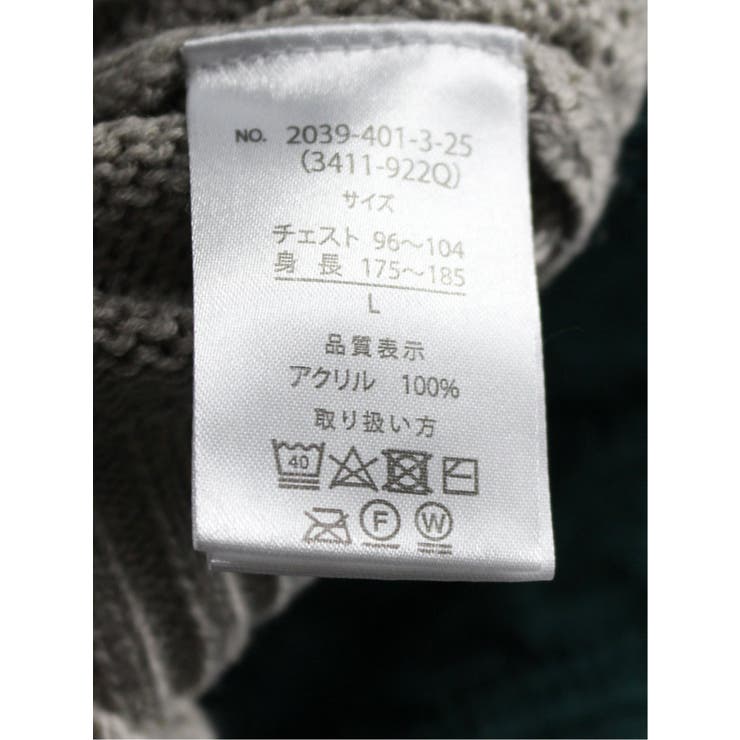 NO. 2039-401-3-25
(3411-922Q)
サイズ
チェスト 96〜104
身長 175〜185
L
品質表示
アクリル 100%
取り扱い方
40
F W